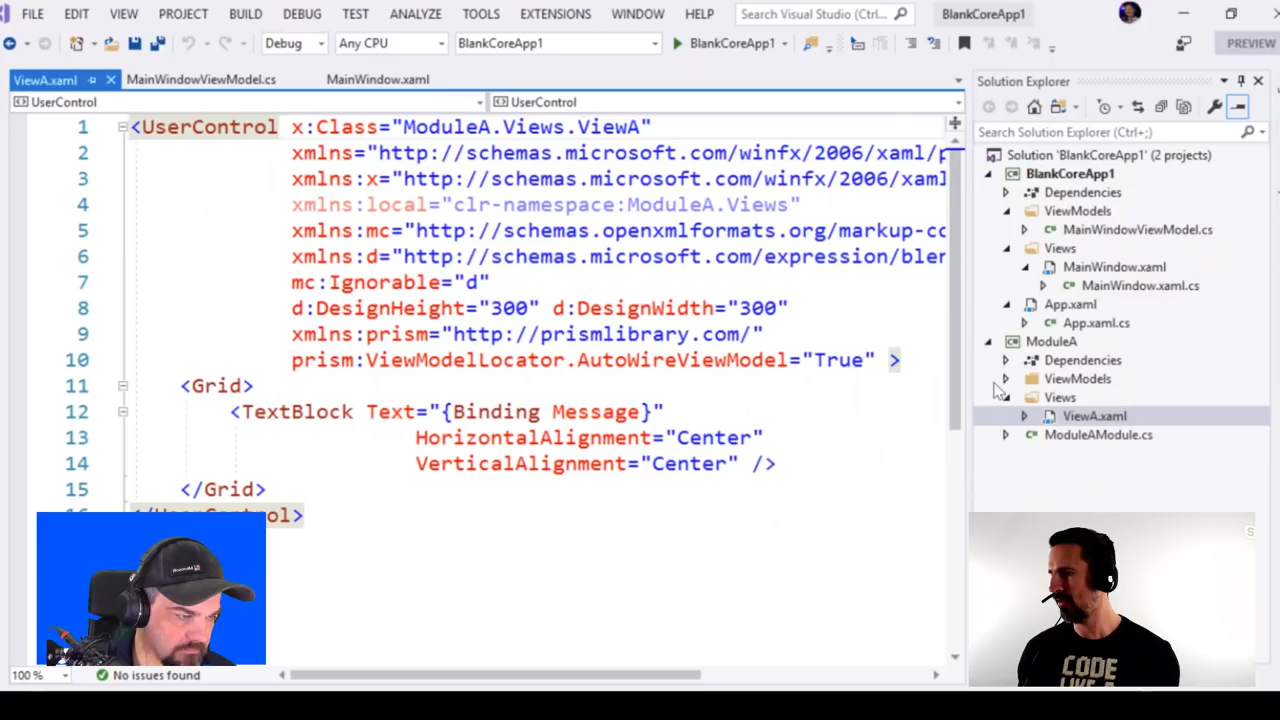 FILE EDIT VIEW PROJECT BUILD DEBUG TEST ANALYZE TOOLS EXTENSIONS WINDOW HELP Search Visual Studio (Ctrl+... BlankCoreApp1
Debug Any CPU BlankCoreApp1 BlankCoreApp1 PREVIEW
ViewA.xaml MainWindowViewModel.cs MainWindow.xaml
UserControl UserControl
1 <UserControl x:Class="ModuleA.Views.ViewA"
2 xmlns="http://schemas.microsoft.com/winfx/2006/xaml/p
3 xmlns:x="http://schemas.microsoft.com/winfx/2006/xaml
4 xmlns:local="clr-namespace:ModuleA.Views"
5 xmlns:mc="http://schemas.openxmlformats.org/markup-co
6 xmlns:d="http://schemas.microsoft.com/expression/blen
7 mc:Ignorable="d"
8 d:DesignHeight="300" d:DesignWidth="300"
9 xmlns:prism="http://prismlibrary.com/"
10 prism:ViewModelLocator.AutoWireViewModel="True" >
11 <Grid>
12 <TextBlock Text="{Binding Message}"
13 HorizontalAlignment="Center"
14 VerticalAlignment="Center" />
15 </Grid>
16 </UserControl>
100 % No issues found
Solution Explorer
Search Solution Explorer (Ctrl+;)
Solution 'BlankCoreApp1' (2 projects)
BlankCoreApp1
Dependencies
ViewModels
MainWindowViewModel.cs
Views
MainWindow.xaml
MainWindow.xaml.cs
App.xaml
App.xaml.cs
ModuleA
Dependencies
ViewModels
Views
ViewA.xaml
ModuleAModule.cs
CODE
LIKE A